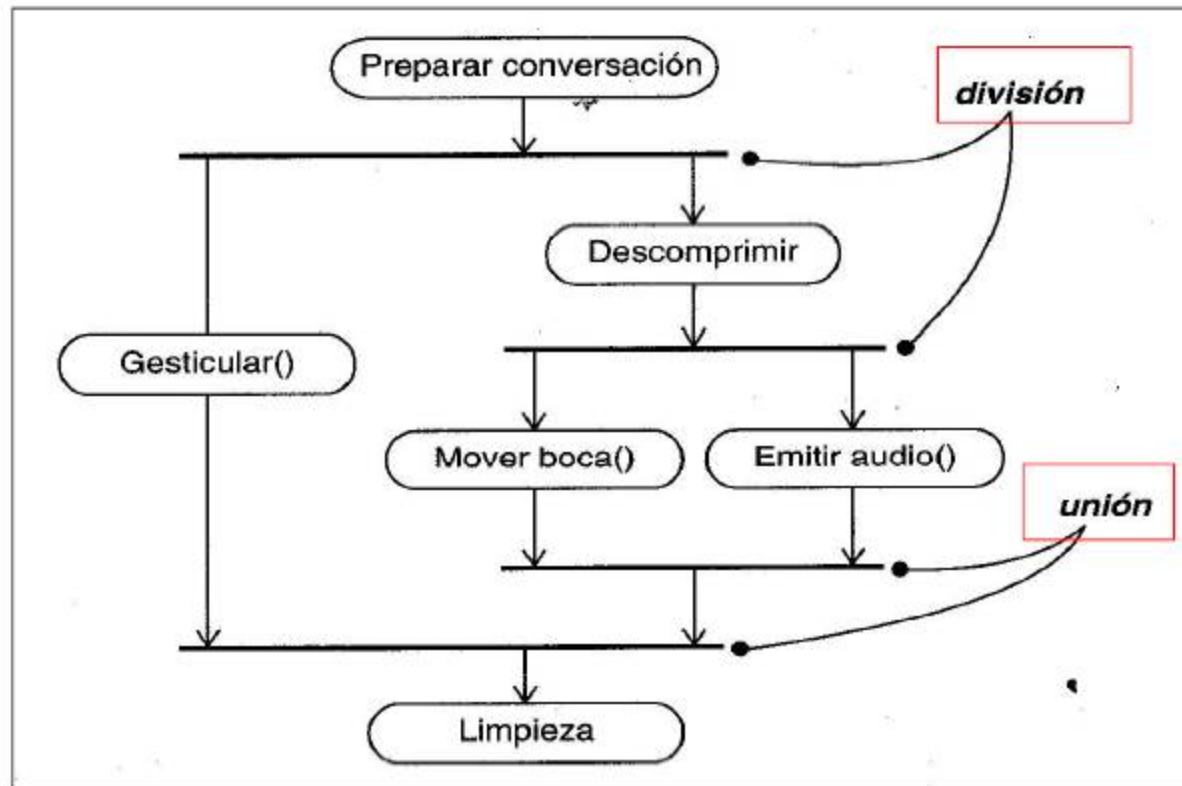 Preparar conversación
división
Descomprimir
Gesticular()
Mover boca()
Emitir audio()
unión
Limpieza